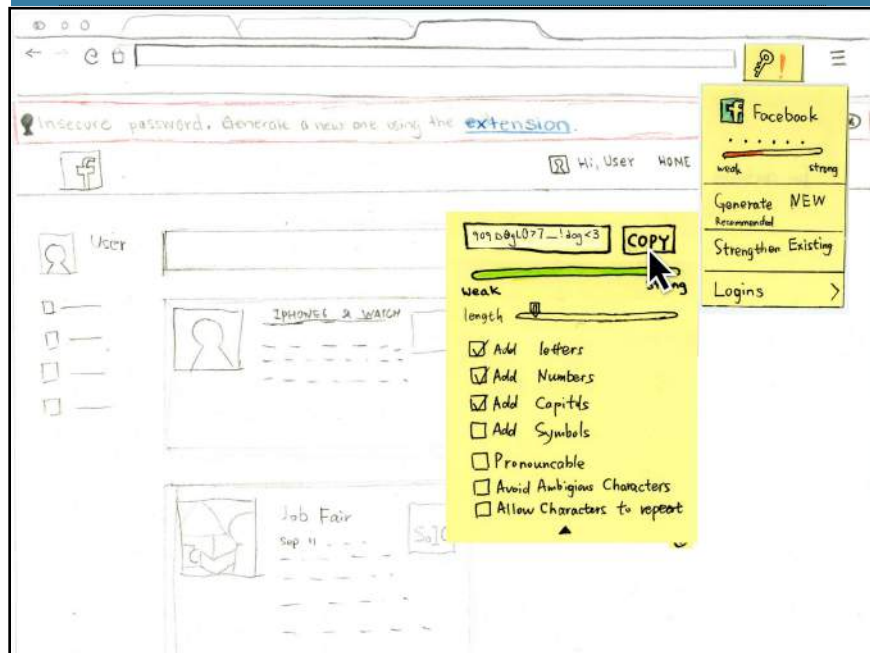 Insecure password. Generate a new one using the extension.
Hi, User HOME
User
IPHONES & WATCH
Job Fair
Sep 11
Facebook
weak strong
Generate NEW
Recommended
Strengthen Existing
Logins >
COPY
weak
length
Add letters
Add Numbers
Add Capitals
Add Symbols
Pronouncable
Avoid Ambigious Characters
Allow Characters to repeat